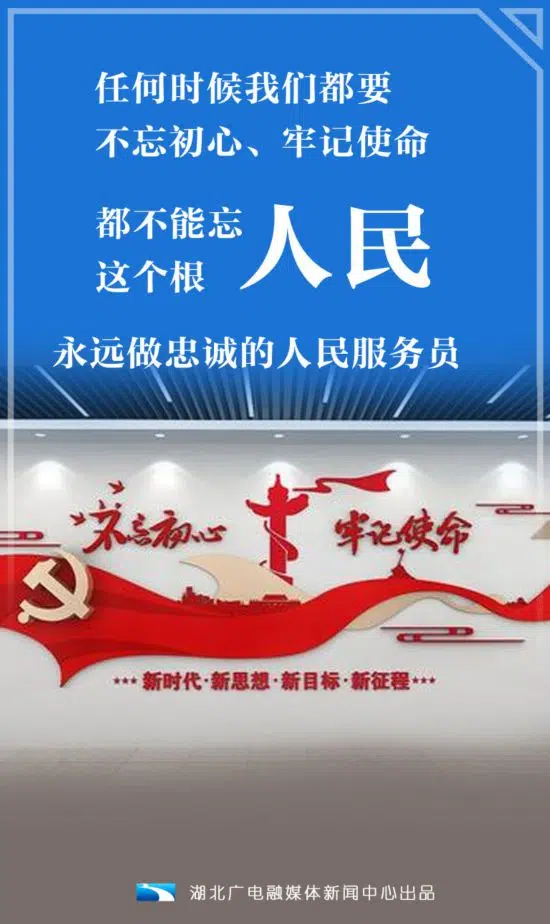 任何时候我们都要
不忘初心、牢记使命
都不能忘
这个根
人民
永远做忠诚的人民服务员
不忘初心
牢记使命
***新时代·新思想·新目标·新征程***
湖北广电融媒体新闻中心出品